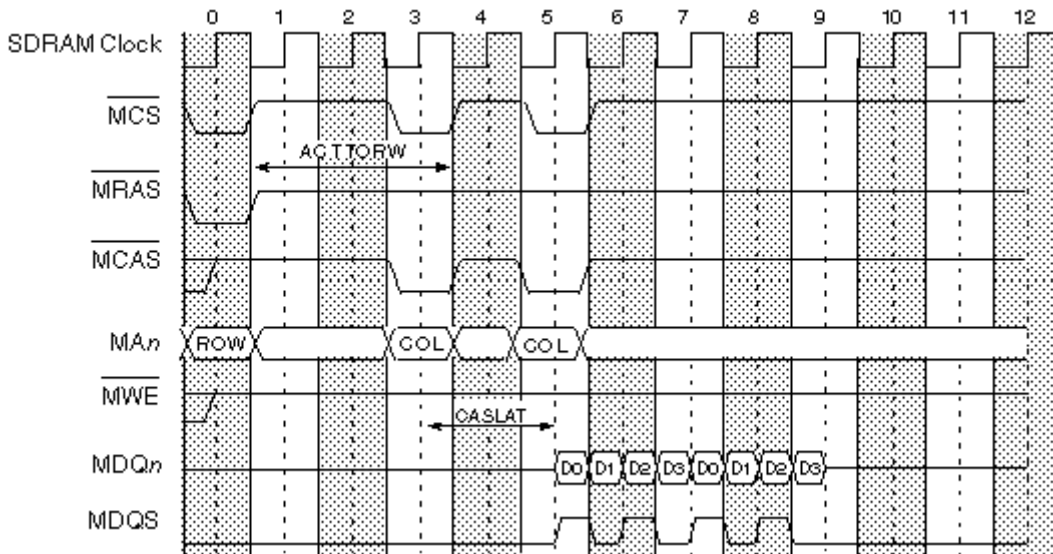 0 1 2 3 4 5 6 7 8 9 10 11 12
SDRAM Clock
MCS
ACTTORW
MRAS
MCAS
MAn ROW COL COL
MWE
CASLAT
MDQn D0 D1 D2 D3 D0 D1 D2 D3
MDQS